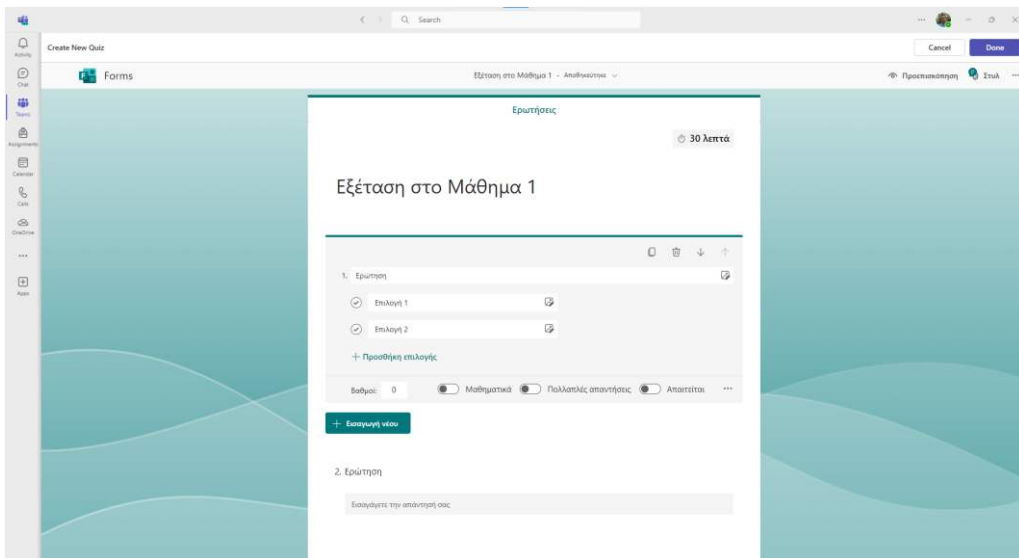 Search
Activity
Create New Quiz
Cancel
Done
Chat
Forms
Εξέταση στο Μάθημα 1 - Αποθηκεύτηκε
Προεπισκόπηση
Στυλ
Teams
Ερωτήσεις
Assignments
30 λεπτά
Calendar
Εξέταση στο Μάθημα 1
Calls
OneDrive
Apps
1. Ερώτηση
Επιλογή 1
Επιλογή 2
Προσθήκη επιλογής
Βαθμοί: 0 Μαθηματικά Πολλαπλές απαντήσεις Απαιτείται
Εισαγωγή νέου
2. Ερώτηση
Εισαγάγετε την απάντησή σας